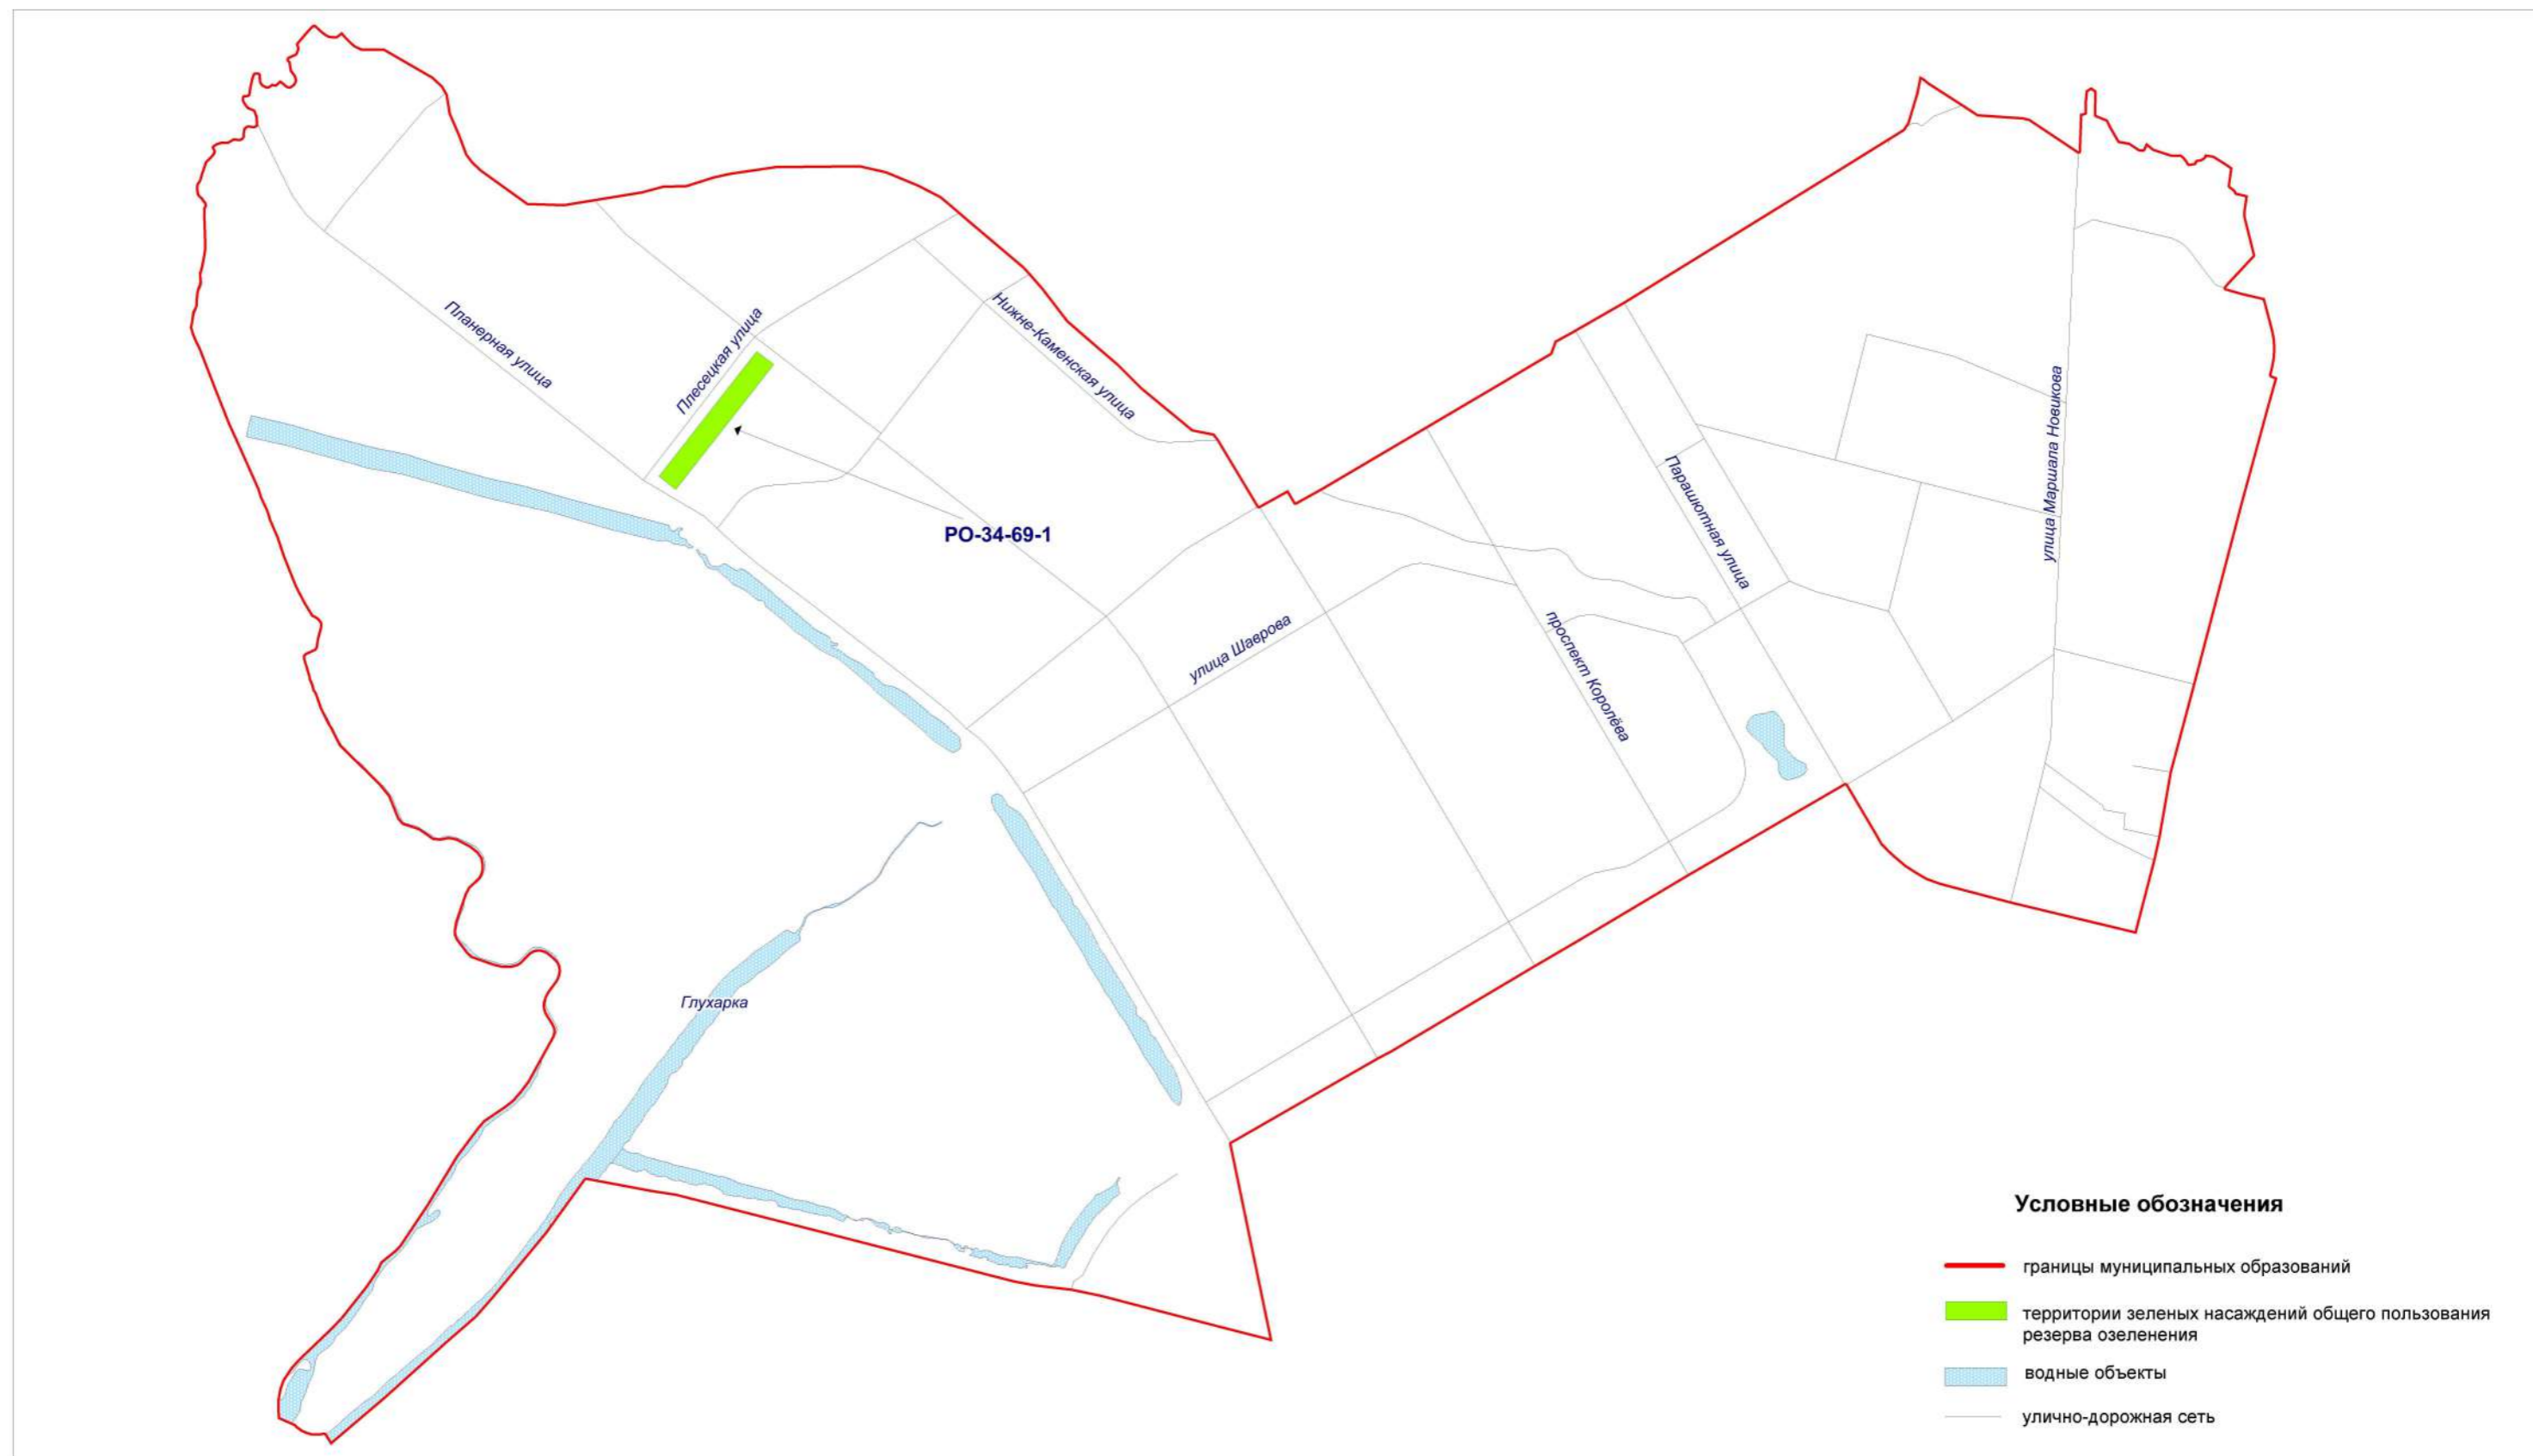 Планерная улица
Плесецкая улица
Нижне-Каменская улица
РО-34-69-1
улица Шаврова
проспект Королёва
Парашютная улица
улица Маршала Новикова
Глухарка
Условные обозначения
границы муниципальных образований
территории зеленых насаждений общего пользования
резерва озеленения
водные объекты
улично-дорожная сеть